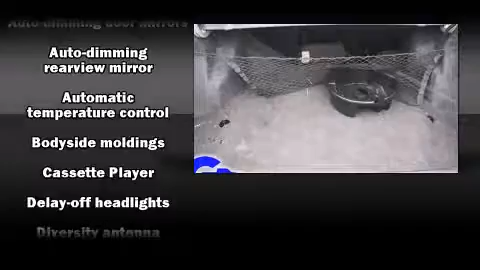 Auto-dimming door mirrors
Auto-dimming
rearview mirror
Automatic
temperature control
Bodyside moldings
Cassette Player
Delay-off headlights
Diversity antenna